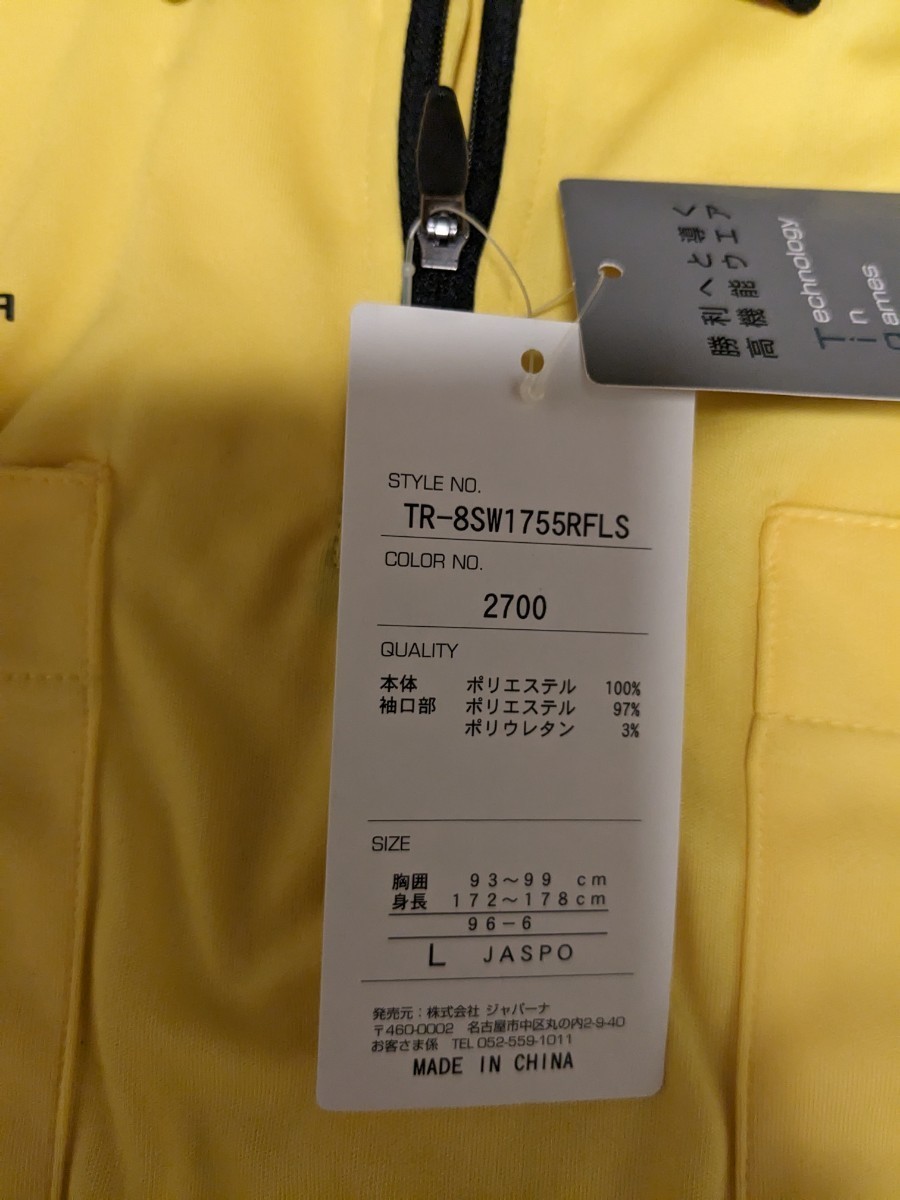 勝利へと導く
高機能ウエア
Technology
in
STYLE NO.
TR-8SW1755RFLS
COLOR NO.
2700
QUALITY
本体 ポリエステル 100%
袖口部 ポリエステル 97%
ポリウレタン 3%
SIZE
胸囲 93～99 cm
身長 172～178cm
96－6
L JASPO
発売元：株式会社 ジャパーナ
〒460-0002 名古屋市中区丸の内2-9-40
お客さま係 TEL 052-559-1011
MADE IN CHINA